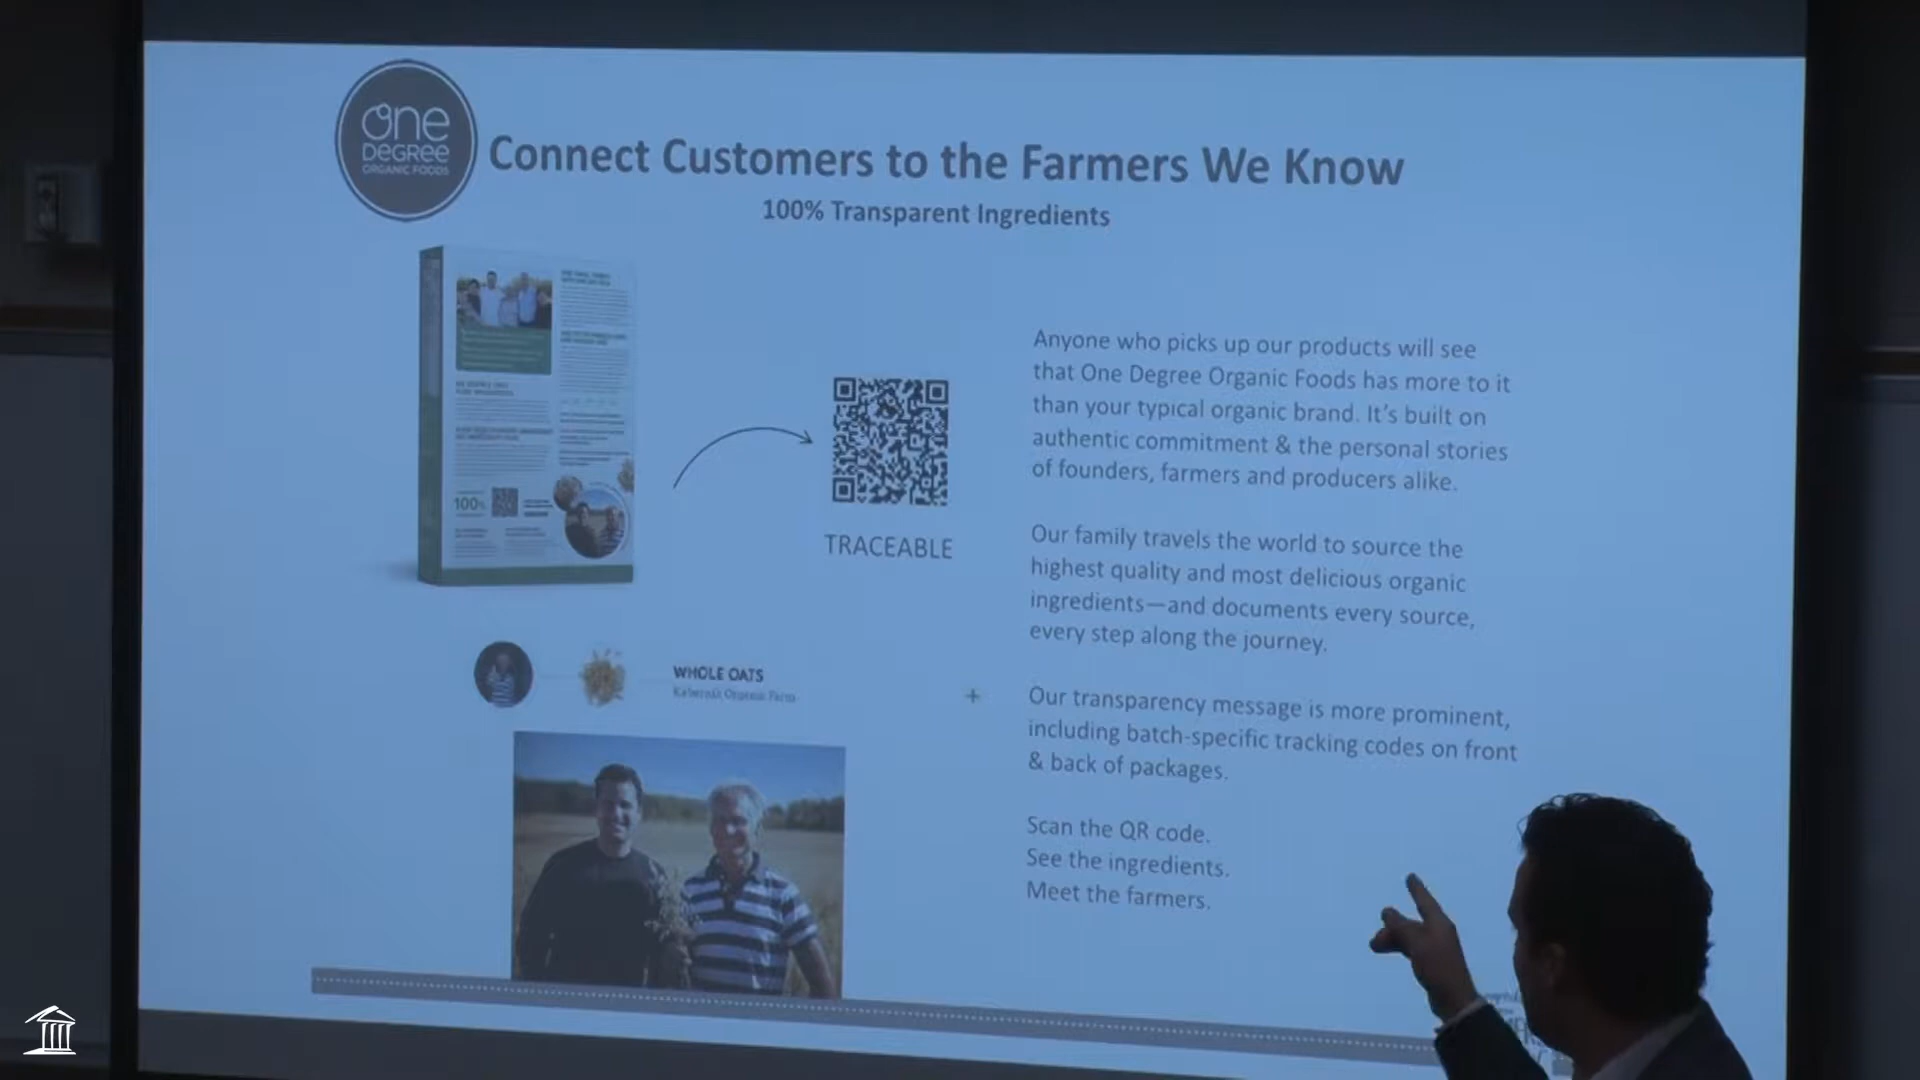 One
DEGREE
ORGANIC FOODS
Connect Customers to the Farmers We Know
100% Transparent Ingredients
100%
TRACEABLE
Anyone who picks up our products will see
that One Degree Organic Foods has more to it
than your typical organic brand. It’s built on
authentic commitment & the personal stories
of founders, farmers and producers alike.
Our family travels the world to source the
highest quality and most delicious organic
ingredients—and documents every source,
every step along the journey.
WHOLE OATS
Organic Farm
+ Our transparency message is more prominent,
including batch-specific tracking codes on front
& back of packages.
Scan the QR code.
See the ingredients.
Meet the farmers.